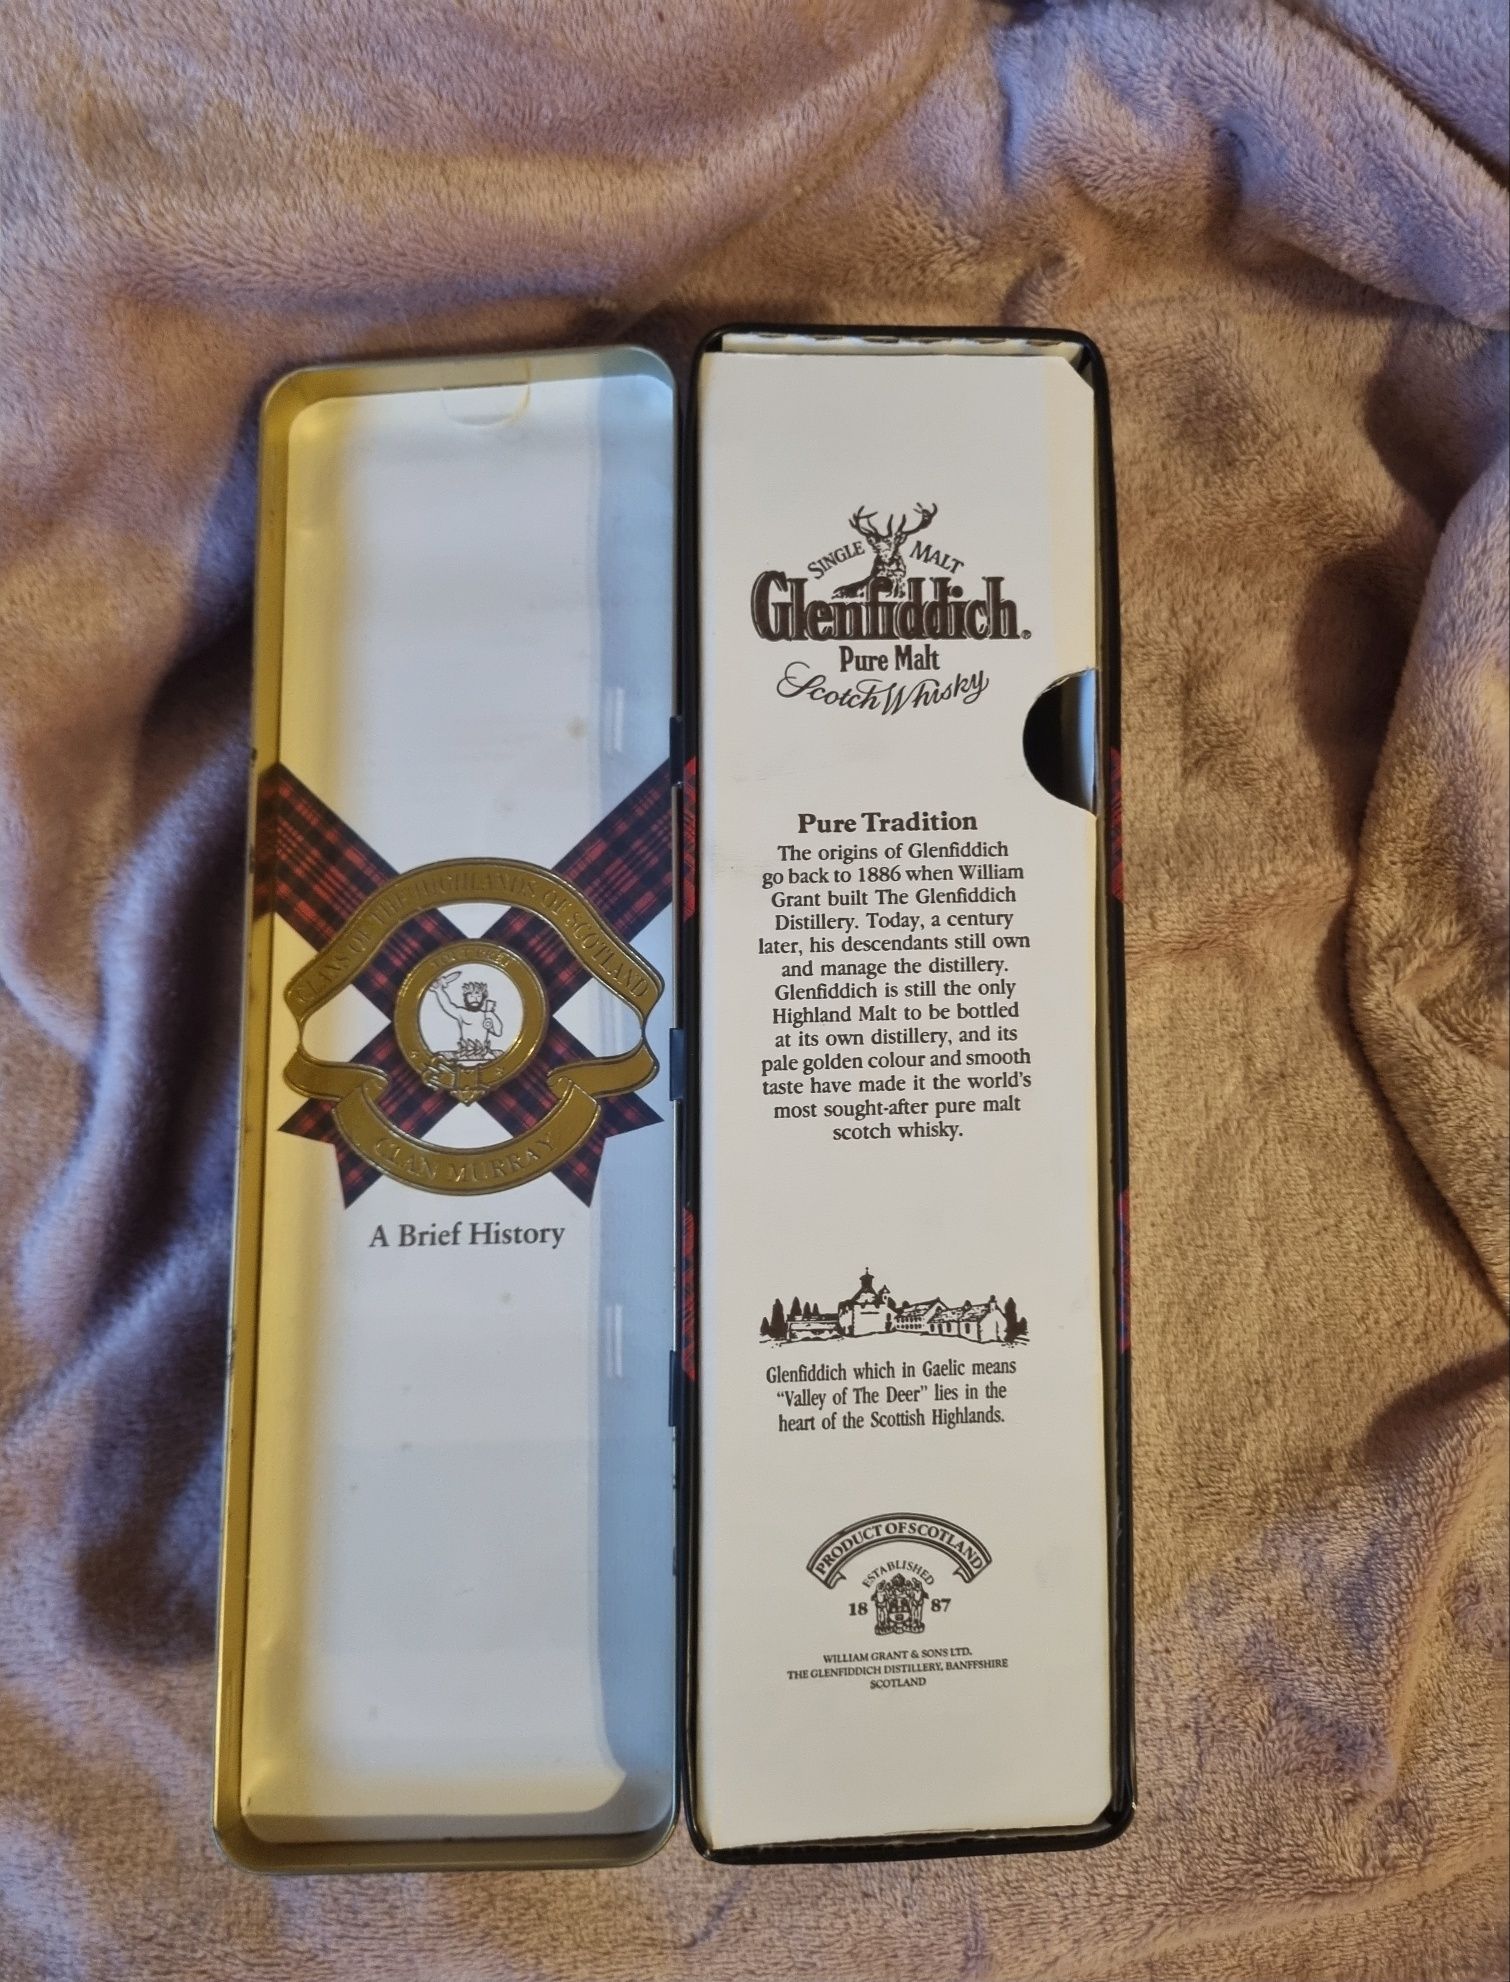 CLANS OF THE HIGHLANDS OF SCOTLAND
CLAN MURRAY
A Brief History
SINGLE MALT
Glenfiddich®
Pure Malt
Scotch Whisky
Pure Tradition
The origins of Glenfiddich
go back to 1886 when William
Grant built The Glenfiddich
Distillery. Today, a century
later, his descendants still own
and manage the distillery.
Glenfiddich is still the only
Highland Malt to be bottled
at its own distillery, and its
pale golden colour and smooth
taste have made it the world's
most sought-after pure malt
scotch whisky.
Glenfiddich which in Gaelic means
"Valley of The Deer" lies in the
heart of the Scottish Highlands.
PRODUCT OF SCOTLAND
ESTABLISHED
18 87
WILLIAM GRANT & SONS LTD.
THE GLENFIDDICH DISTILLERY, BANFFSHIRE
SCOTLAND